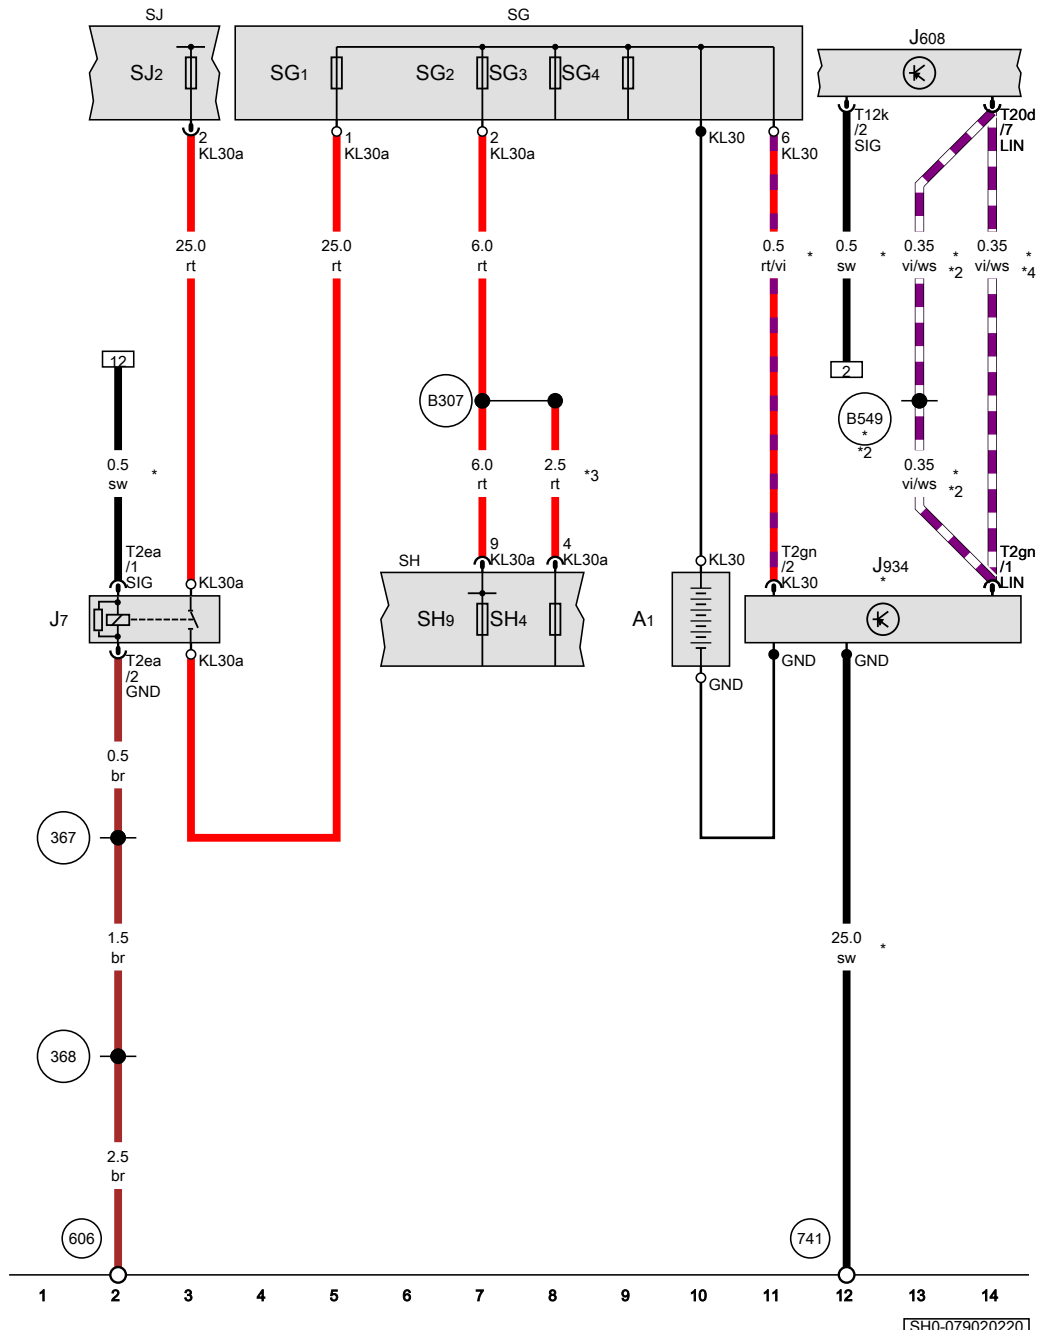 SJ
SG
J608
SJ2
SG1
SG2
SG3
SG4
2
KL30a
1
KL30a
2
KL30a
KL30
6
KL30
T12k
/2
SIG
T20d
/7
LIN
25.0
rt
25.0
rt
6.0
rt
0.5
rt/vi
*
0.5
sw
*
0.35
vi/ws
*
*2
0.35
vi/ws
*
*4
12
2
B307
B549
*
*2
0.5
sw
*
6.0
rt
2.5
rt
*3
0.35
vi/ws
*
*2
T2ea
/1
SIG
KL30a
SH
9
KL30a
4
KL30a
KL30
T2gn
/2
KL30
J934
*
T2gn
/1
LIN
J7
SH9
SH4
A1
T2ea
/2
GND
KL30a
GND
GND
GND
0.5
br
367
1.5
br
25.0
sw
*
368
2.5
br
606
741
1 2 3 4 5 6 7 8 9 10 11 12 13 14
SH0-079020220